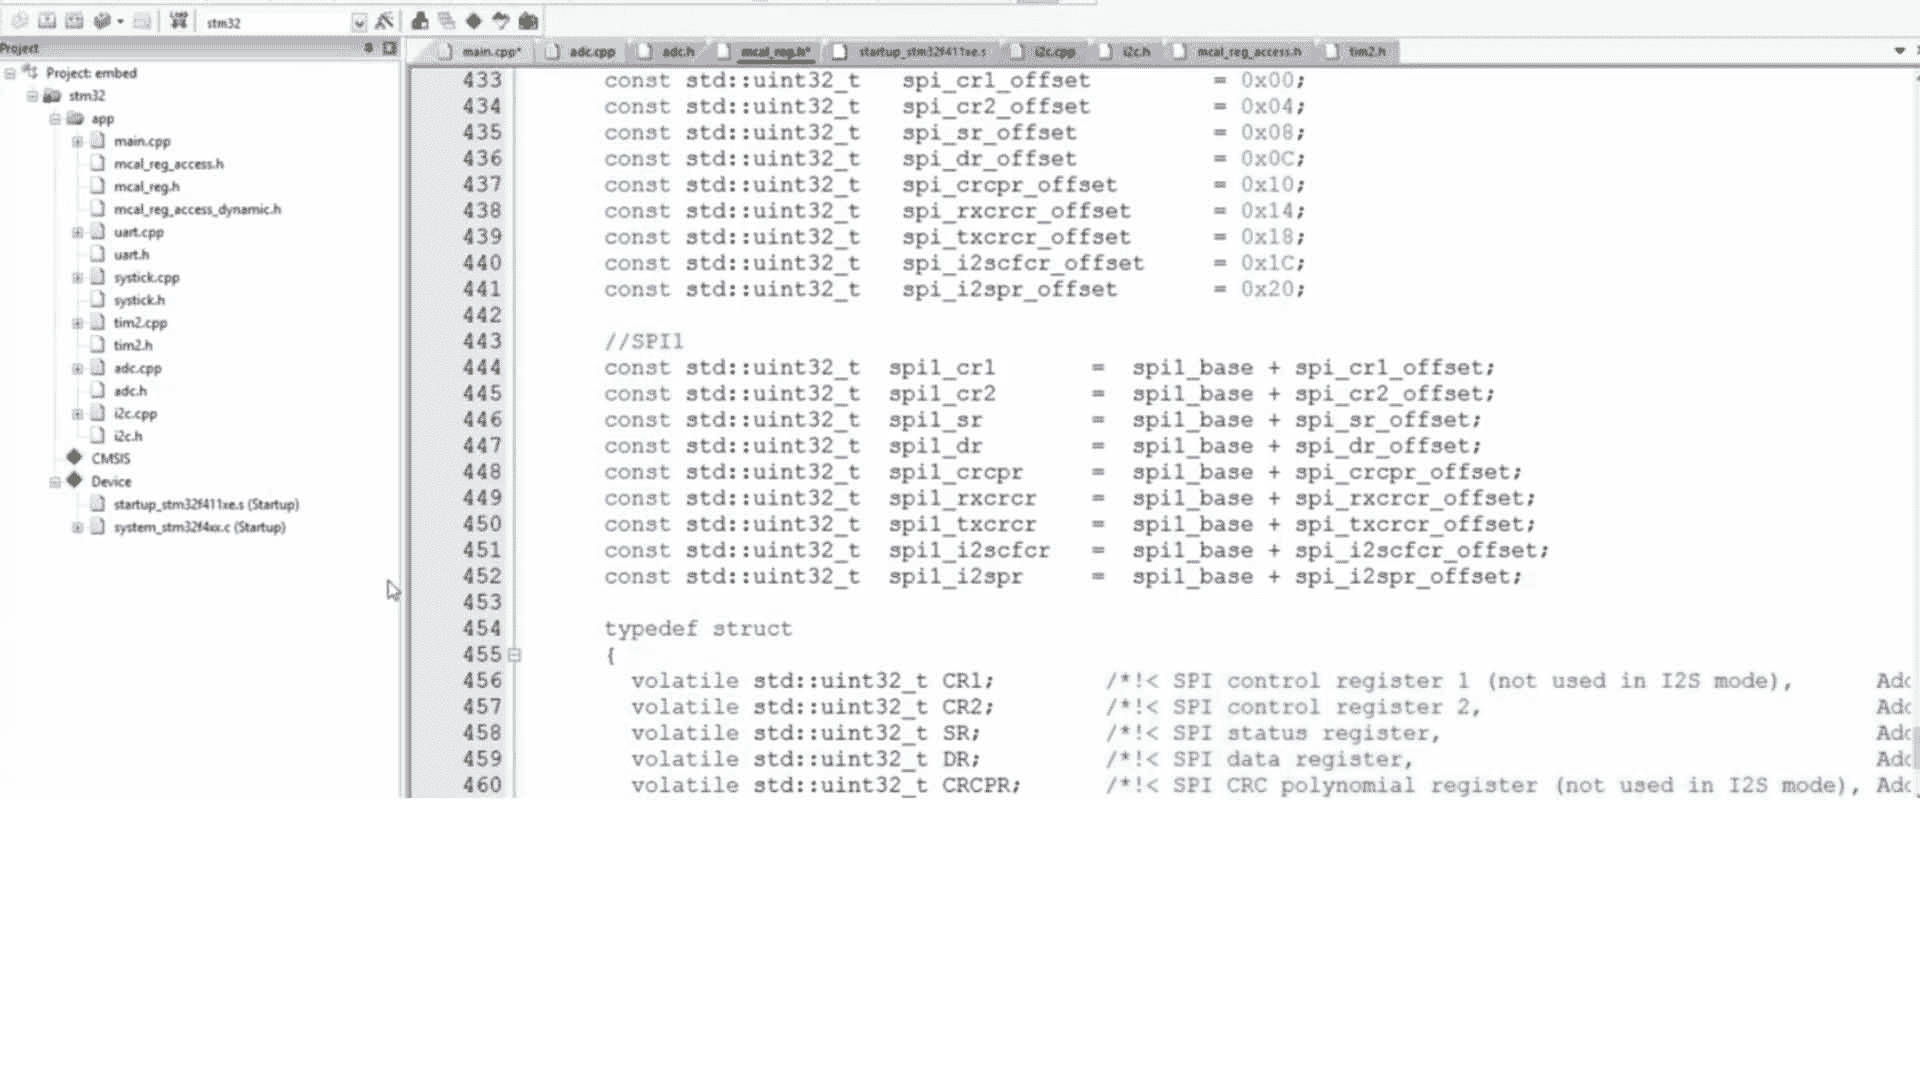 stm32
Project
Project: embed
stm32
app
main.cpp
mcal_reg_access.h
mcal_reg.h
mcal_reg_access_dynamic.h
uart.cpp
uart.h
systick.cpp
systick.h
tim2.cpp
tim2.h
adc.cpp
adc.h
i2c.cpp
i2c.h
CMSIS
Device
startup_stm32f411xe.s (Startup)
system_stm32f4xx.c (Startup)
main.cpp* adc.cpp adc.h mcal_reg.h* startup_stm32f411xe.s i2c.cpp i2c.h mcal_reg_access.h tim2.h
433 const std::uint32_t spi_cr1_offset = 0x00;
434 const std::uint32_t spi_cr2_offset = 0x04;
435 const std::uint32_t spi_sr_offset = 0x08;
436 const std::uint32_t spi_dr_offset = 0x0C;
437 const std::uint32_t spi_crcpr_offset = 0x10;
438 const std::uint32_t spi_rxcrcr_offset = 0x14;
439 const std::uint32_t spi_txcrcr_offset = 0x18;
440 const std::uint32_t spi_i2scfcr_offset = 0x1C;
441 const std::uint32_t spi_i2spr_offset = 0x20;
442
443 //SPI1
444 const std::uint32_t spi1_cr1 = spi1_base + spi_cr1_offset;
445 const std::uint32_t spi1_cr2 = spi1_base + spi_cr2_offset;
446 const std::uint32_t spi1_sr = spi1_base + spi_sr_offset;
447 const std::uint32_t spi1_dr = spi1_base + spi_dr_offset;
448 const std::uint32_t spi1_crcpr = spi1_base + spi_crcpr_offset;
449 const std::uint32_t spi1_rxcrcr = spi1_base + spi_rxcrcr_offset;
450 const std::uint32_t spi1_txcrcr = spi1_base + spi_txcrcr_offset;
451 const std::uint32_t spi1_i2scfcr = spi1_base + spi_i2scfcr_offset;
452 const std::uint32_t spi1_i2spr = spi1_base + spi_i2spr_offset;
453
454 typedef struct
455 {
456 volatile std::uint32_t CR1; /*!< SPI control register 1 (not used in I2S mode), Add
457 volatile std::uint32_t CR2; /*!< SPI control register 2, Add
458 volatile std::uint32_t SR; /*!< SPI status register, Add
459 volatile std::uint32_t DR; /*!< SPI data register, Add
460 volatile std::uint32_t CRCPR; /*!< SPI CRC polynomial register (not used in I2S mode), Add